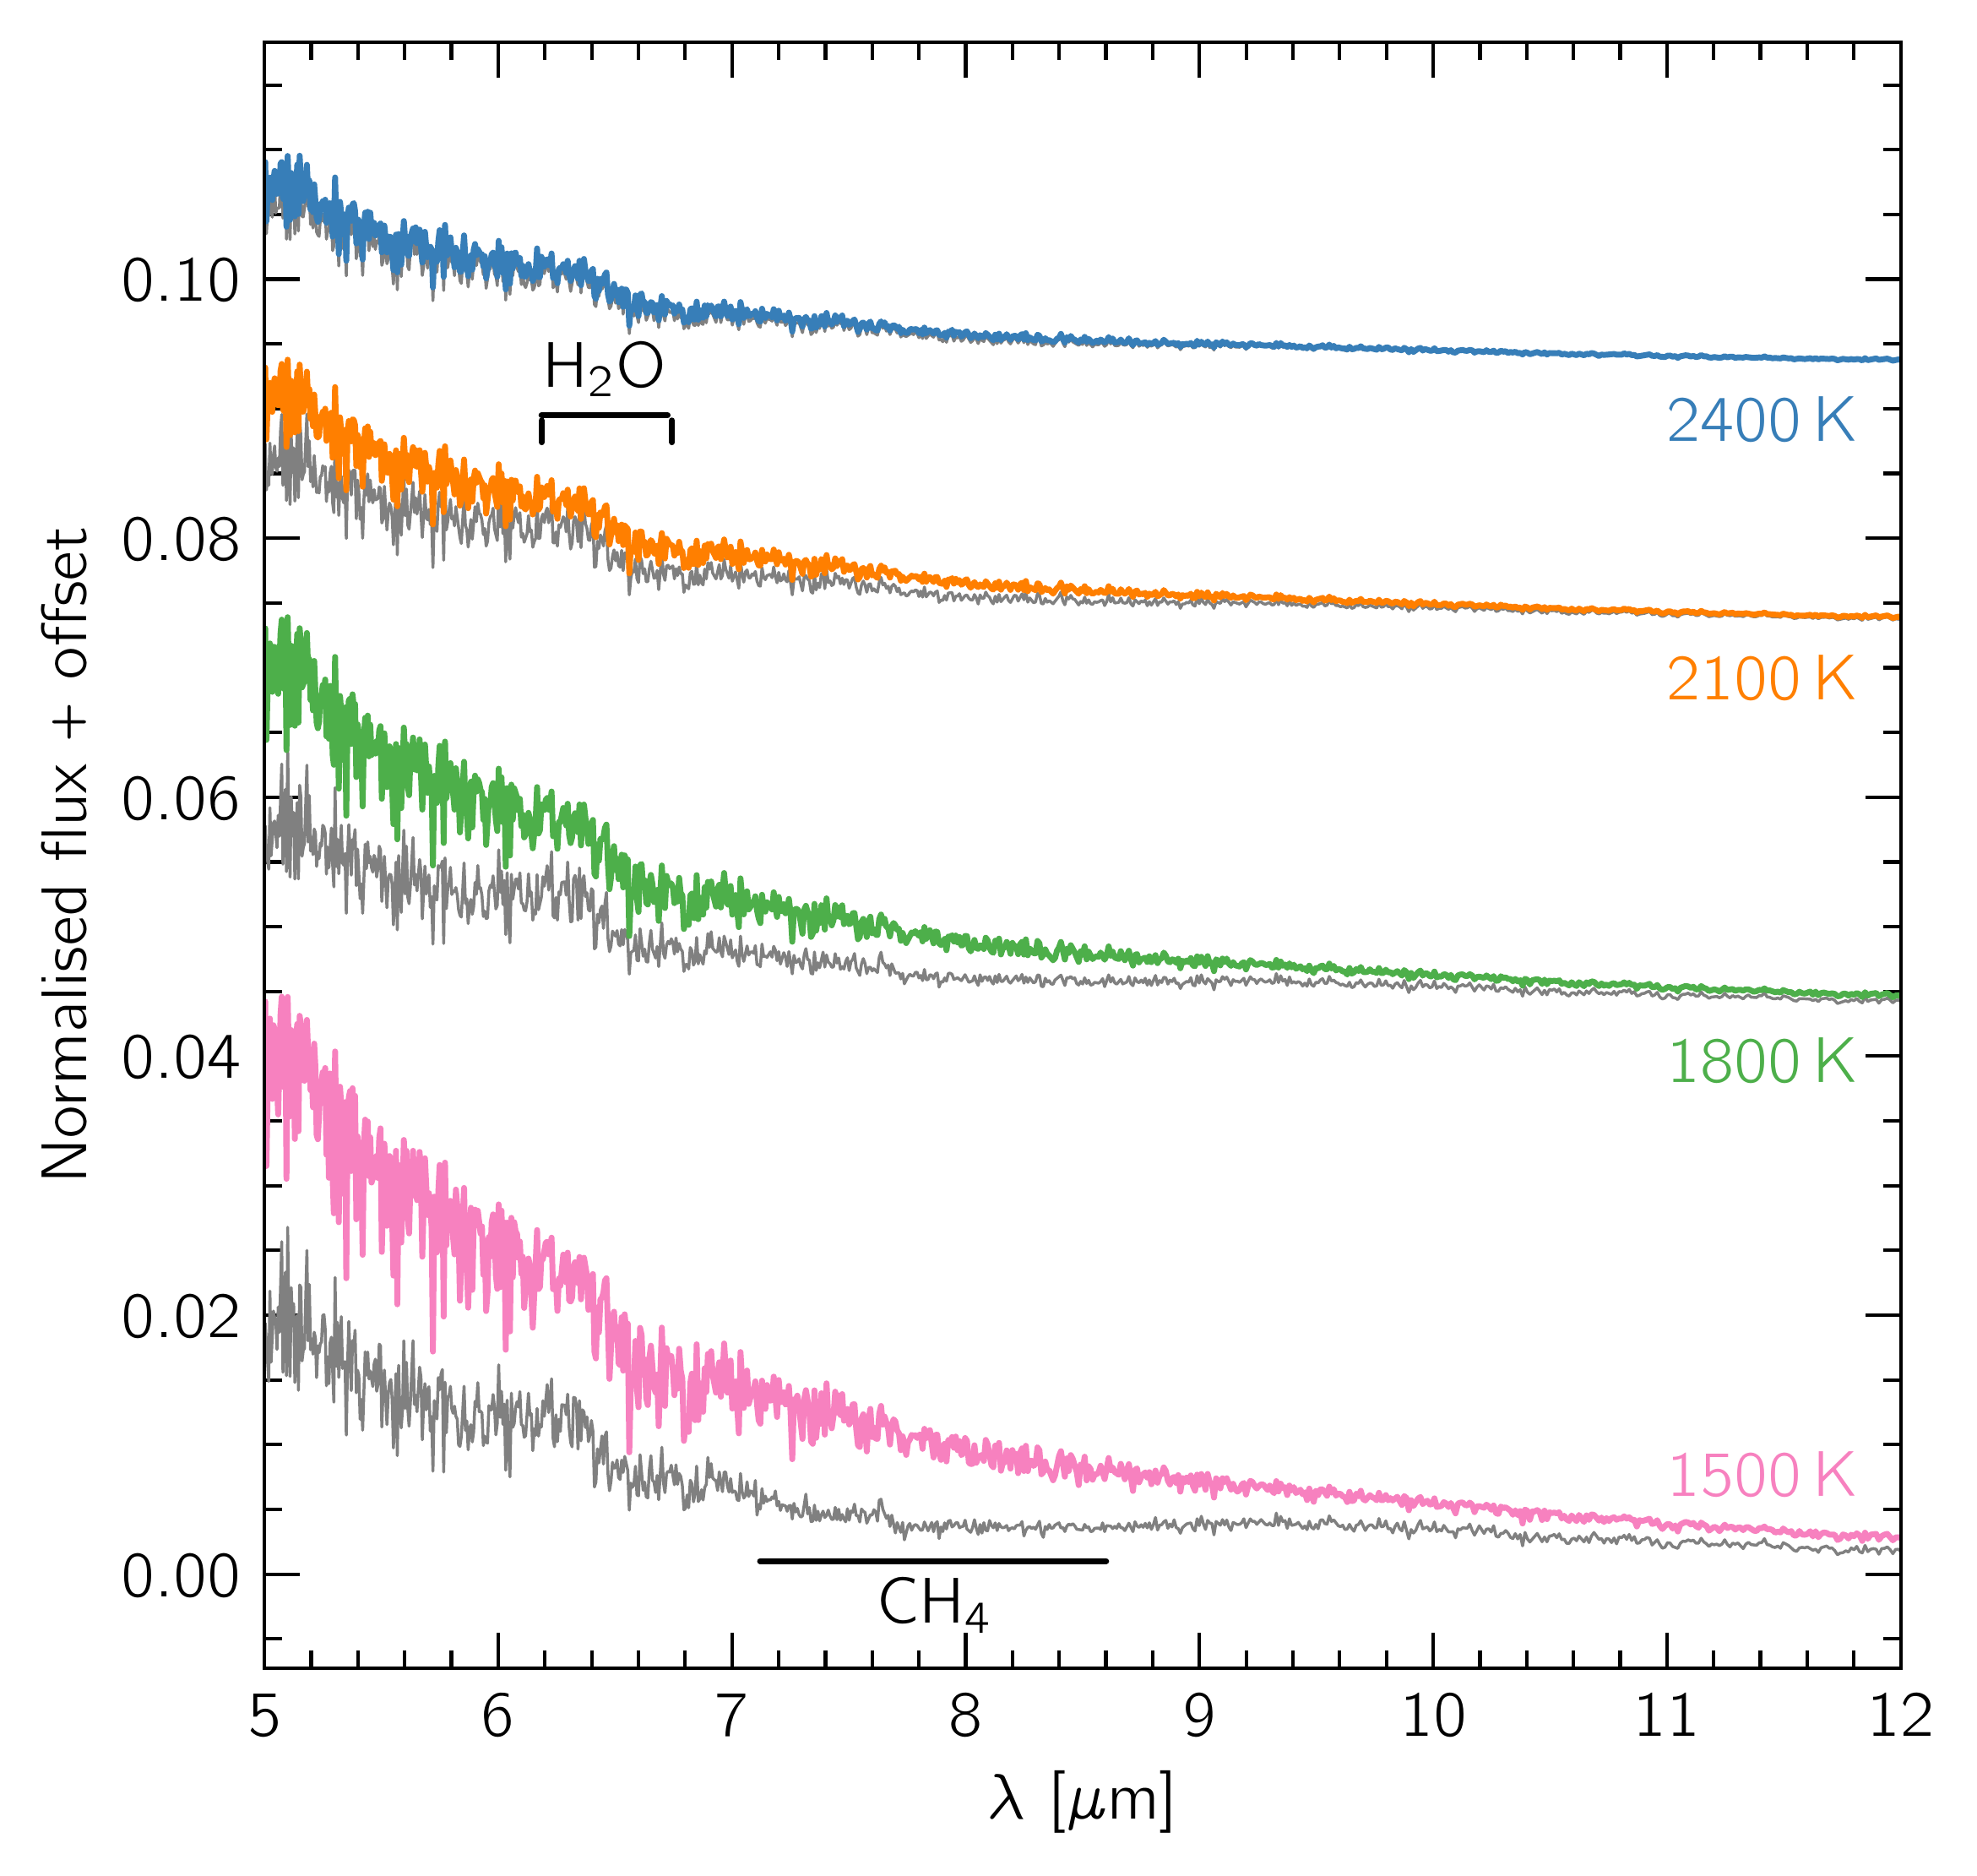 Normalised flux + offset
0.10
0.08
0.06
0.04
0.02
0.00
H₂O
2400 K
2100 K
1800 K
1500 K
CH₄
5 6 7 8 9 10 11 12
λ [μm]